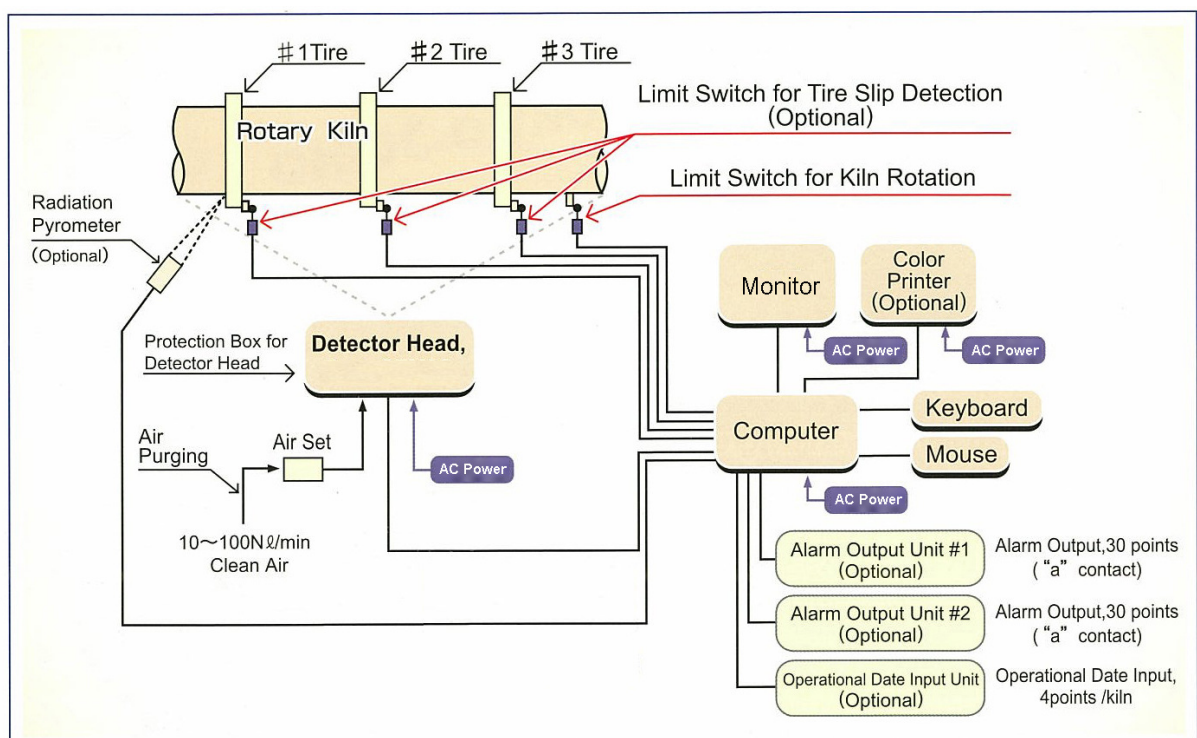 #1Tire
#2 Tire
#3 Tire
Rotary Kiln
Limit Switch for Tire Slip Detection
(Optional)
Limit Switch for Kiln Rotation
Radiation
Pyrometer
(Optional)
Monitor
Color
Printer
(Optional)
AC Power
AC Power
Protection Box for
Detector Head
Detector Head,
Air
Purging
Air Set
AC Power
10～100Nℓ/min
Clean Air
Computer
Keyboard
Mouse
AC Power
Alarm Output Unit #1
(Optional)
Alarm Output,30 points
( "a" contact)
Alarm Output Unit #2
(Optional)
Alarm Output,30 points
( "a" contact)
Operational Date Input Unit
(Optional)
Operational Date Input,
4points /kiln